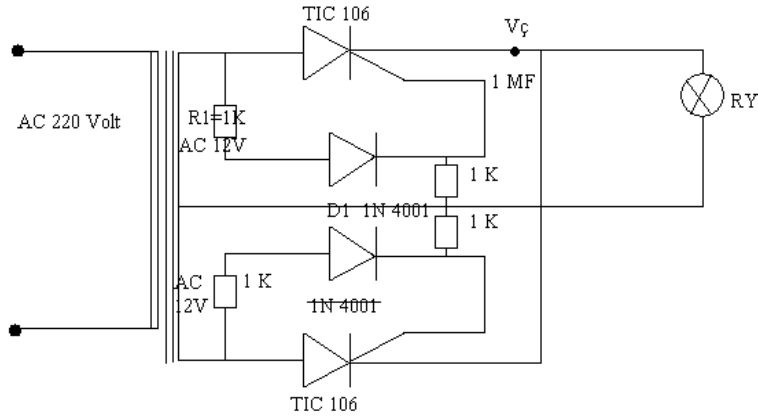 TIC 106
Vç
1 MF
RY
AC 220 Volt
R1=1K
AC 12V
1 K
D1 1N 4001
1 K
AC
12V
1 K
1N 4001
TIC 106